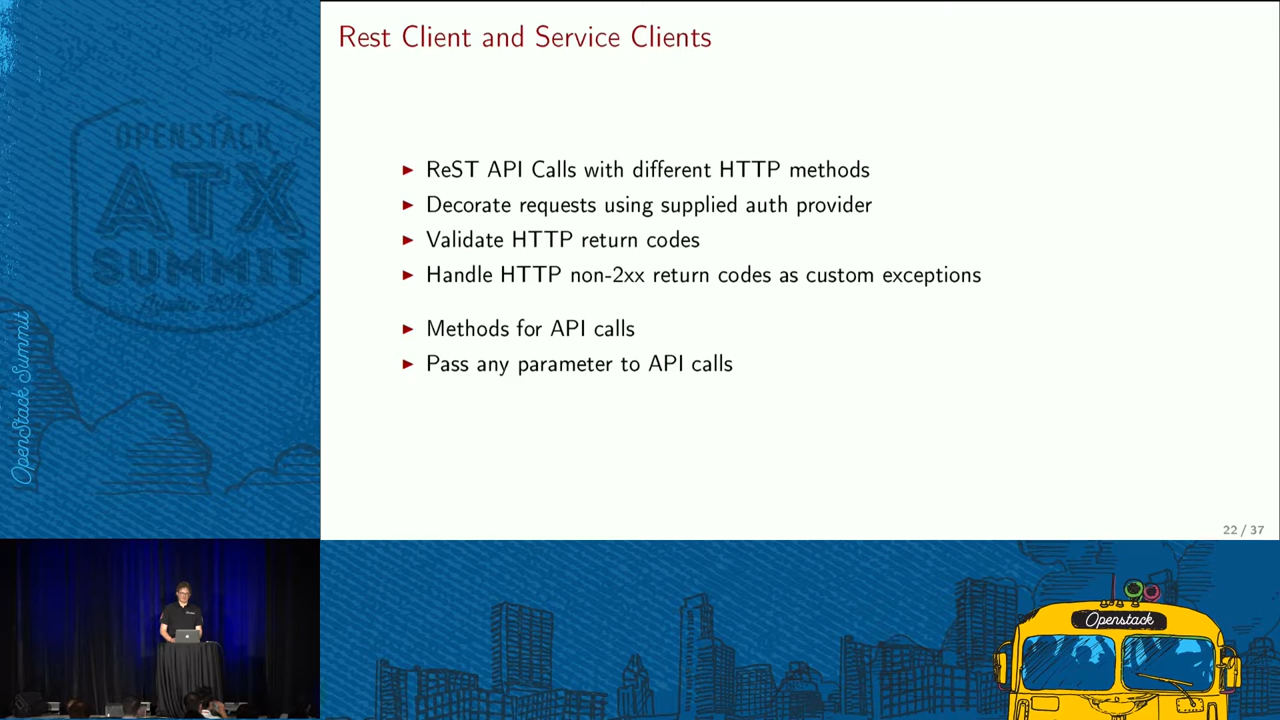 Rest Client and Service Clients
ReST API Calls with different HTTP methods
Decorate requests using supplied auth provider
Validate HTTP return codes
Handle HTTP non-2xx return codes as custom exceptions
Methods for API calls
Pass any parameter to API calls
22 / 37
OPENSTACK
ATX
SUMMIT
OpenStack Summit
Openstack